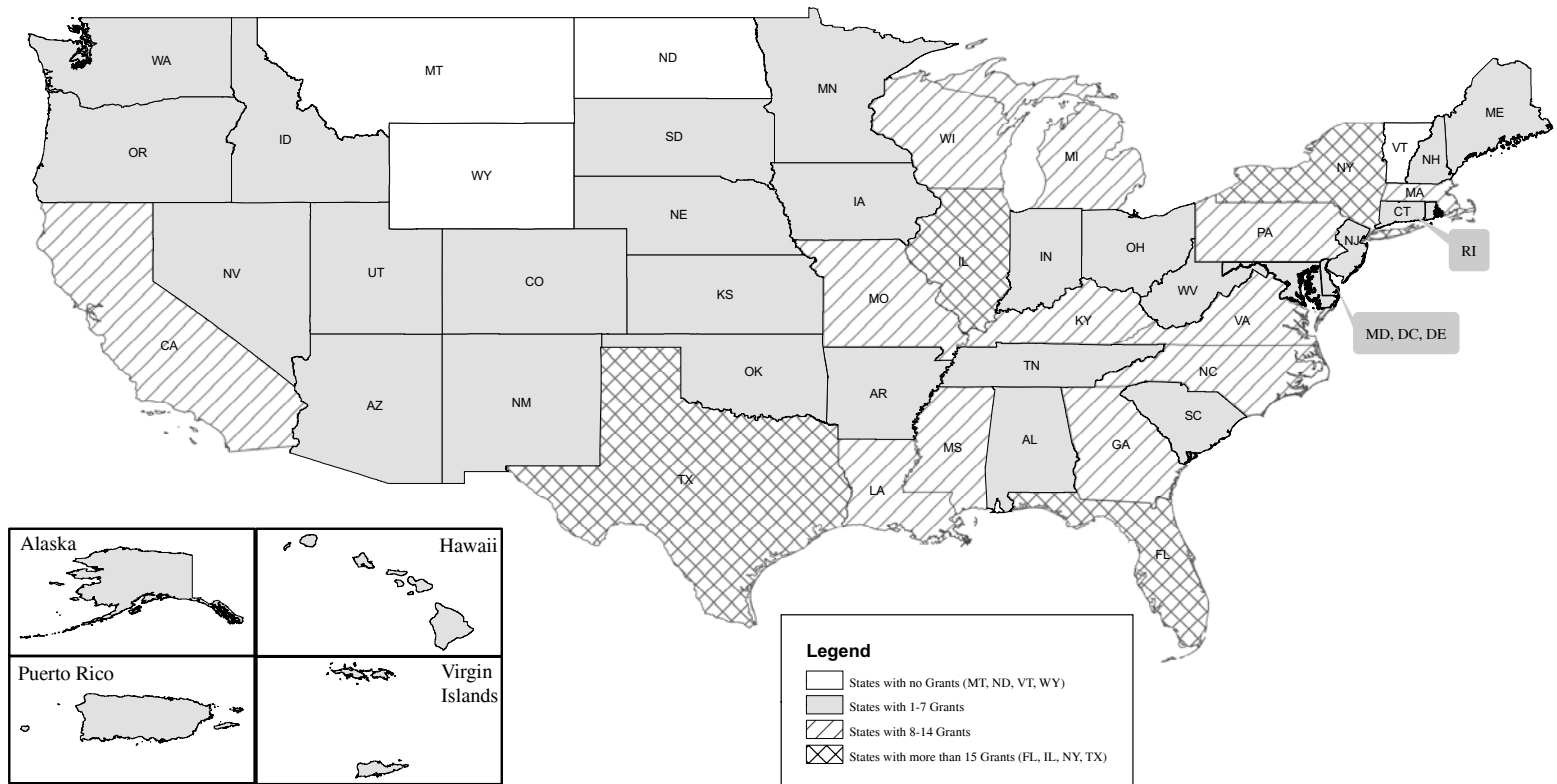 WA
MT
ND
MN
ME
OR
ID
SD
WI
MI
VT
NH
NY
WY
MA
IA
NE
CT
PA
NJ
RI
NV
UT
CO
IL
IN
OH
KS
MO
WV
KY
VA
MD, DC, DE
CA
TN
NC
OK
AR
AZ
NM
SC
MS
AL
GA
TX
LA
FL
Alaska
Hawaii
Puerto Rico
Virgin
Islands
Legend
States with no Grants (MT, ND, VT, WY)
States with 1-7 Grants
States with 8-14 Grants
States with more than 15 Grants (FL, IL, NY, TX)